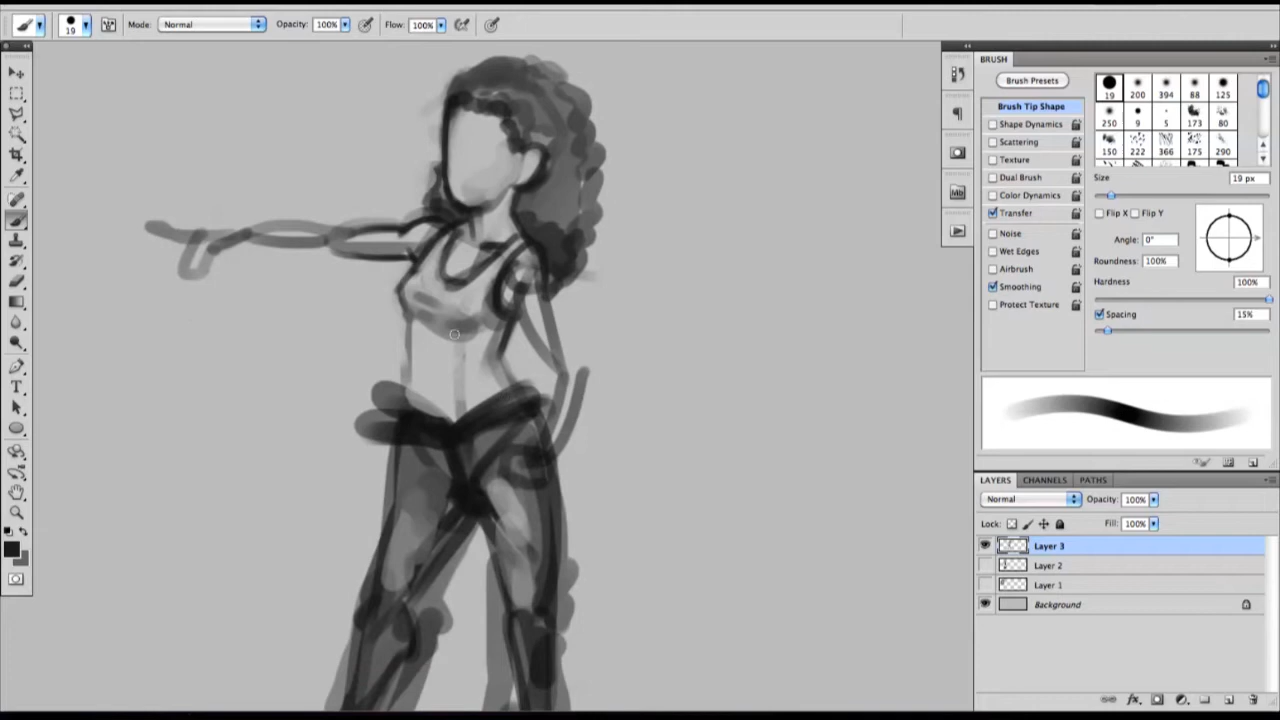 19
Mode: Normal
Opacity: 100%
Flow: 100%
BRUSH
Brush Presets
19 200 394 88 125
Brush Tip Shape
250 9 5 173 80
Shape Dynamics
Scattering
150 222 366 175 290
Texture
Dual Brush
Size 19 px
Color Dynamics
Transfer
Flip X Flip Y
Noise
Angle: 0°
Wet Edges
Roundness: 100%
Airbrush
Hardness 100%
Smoothing
Protect Texture
Spacing 15%
Mb
T
LAYERS CHANNELS PATHS
Normal
Opacity: 100%
Lock:
Fill: 100%
Layer 3
Layer 2
Layer 1
Background
fx